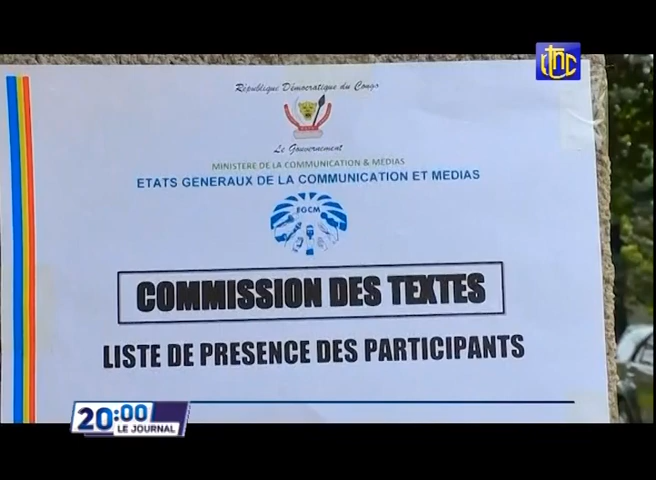 RTNC
République Démocratique du Congo
Le Gouvernement
MINISTERE DE LA COMMUNICATION & MEDIAS
ETATS GENERAUX DE LA COMMUNICATION ET MEDIAS
EGCM
COMMISSION DES TEXTES
LISTE DE PRESENCE DES PARTICIPANTS
20:00
LE JOURNAL